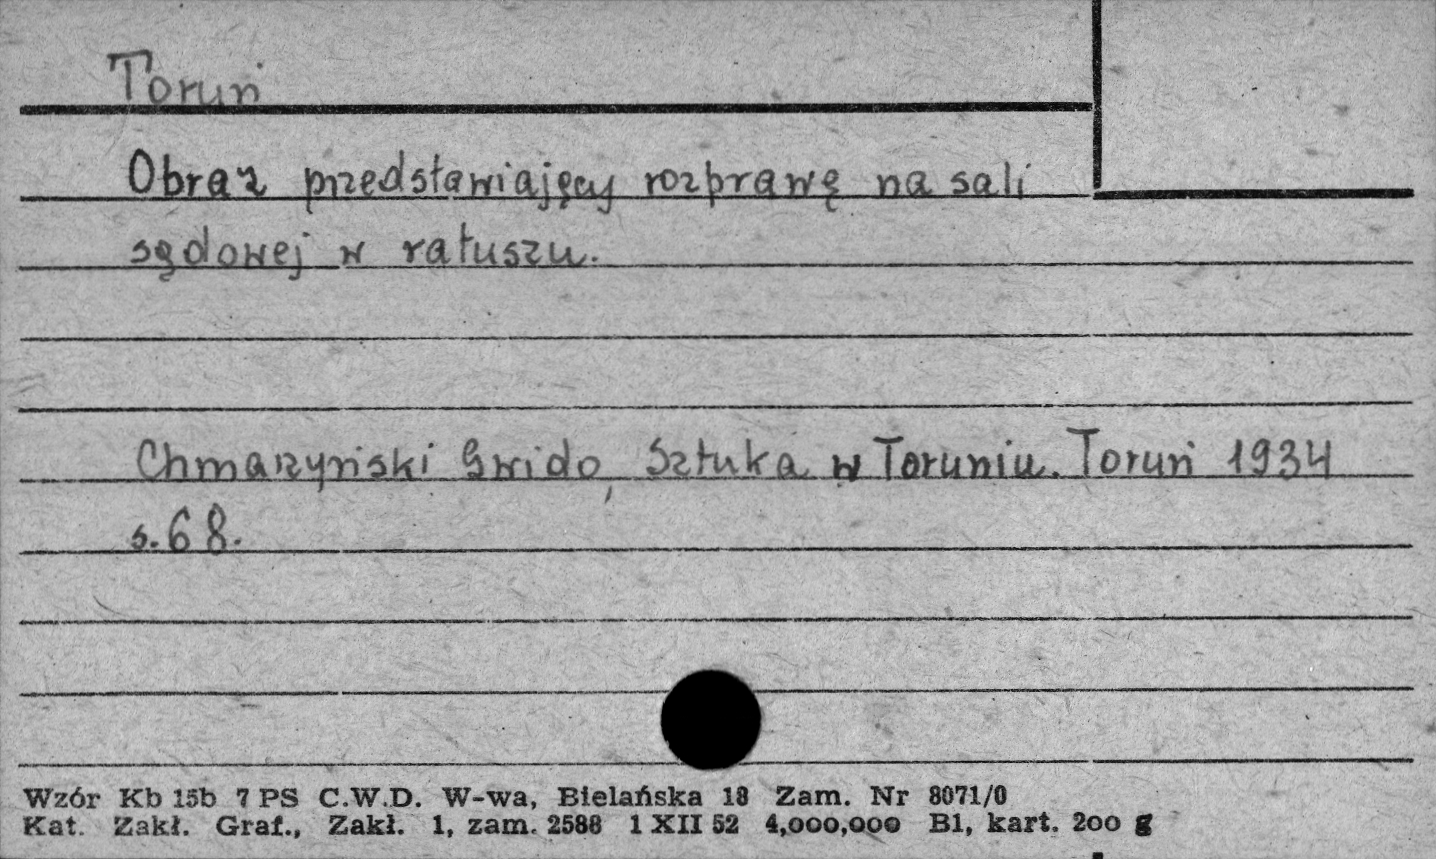 Toruń
Obraz przedstawiający rozprawę na sali
sądowej w ratuszu.
Chmarzyński Gwido, Sztuka w Toruniu. Toruń 1934
s. 68.
Wzór Kb 15b 7 PS C.W.D. W-wa, Bielańska 18 Zam. Nr 8071/0
Kat. Zakł. Graf., Zakł. 1, zam. 2588 1 XII 52 4,000,000 B1, kart. 200 g